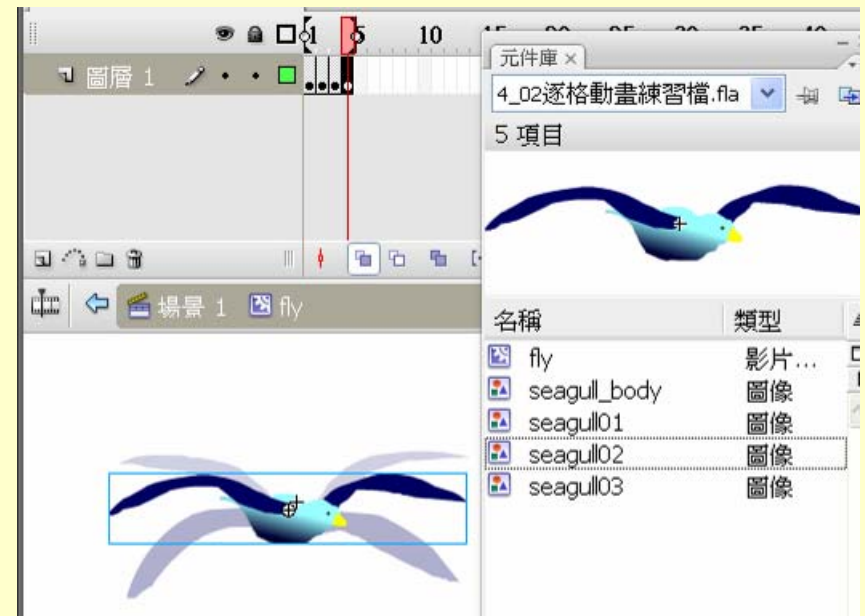 1 5 10
圖層 1
場景 1 fly
元件庫 ×
4_02逐格動畫練習檔.fla
5 項目
名稱 類型
fly 影片...
seagull_body 圖像
seagull01 圖像
seagull02 圖像
seagull03 圖像